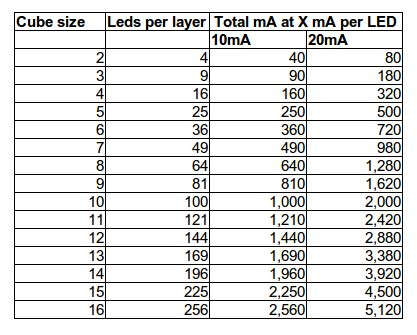 Cube size Leds per layer Total mA at X mA per LED
10mA 20mA
2 4 40 80
3 9 90 180
4 16 160 320
5 25 250 500
6 36 360 720
7 49 490 980
8 64 640 1,280
9 81 810 1,620
10 100 1,000 2,000
11 121 1,210 2,420
12 144 1,440 2,880
13 169 1,690 3,380
14 196 1,960 3,920
15 225 2,250 4,500
16 256 2,560 5,120